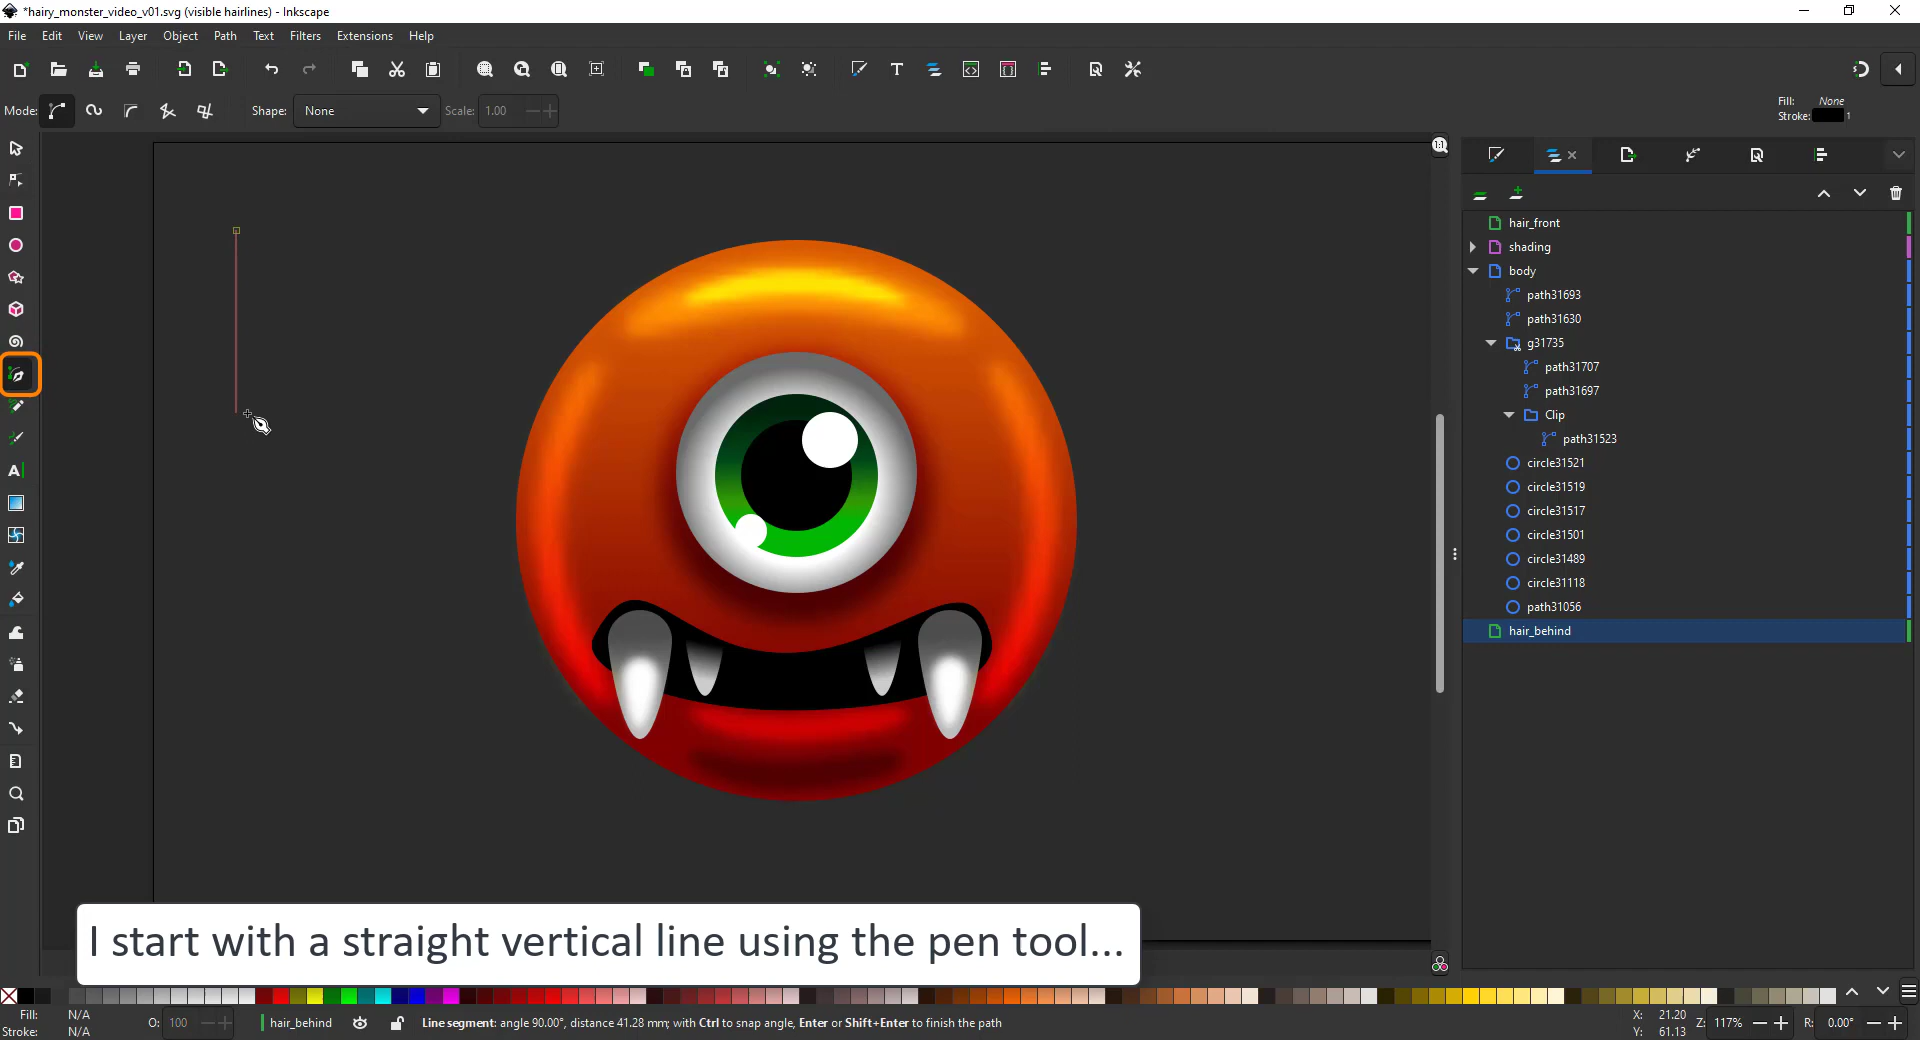 *hairy_monster_video_v01.svg (visible hairlines) - Inkscape
File Edit View Layer Object Path Text Filters Extensions Help
Mode: Shape: None Scale: 1.00
Fill: None
Stroke: 1
1:1
hair_front
shading
body
path31693
path31630
g31735
path31707
path31697
Clip
path31523
circle31521
circle31519
circle31517
circle31501
circle31489
circle31118
path31056
hair_behind
I start with a straight vertical line using the pen tool...
Fill: N/A
Stroke: N/A
O: 100
hair_behind
Line segment: angle 90.00°, distance 41.28 mm; with Ctrl to snap angle, Enter or Shift+Enter to finish the path
X: 21.20
Y: 61.13
Z: 117%
R: 0.00°